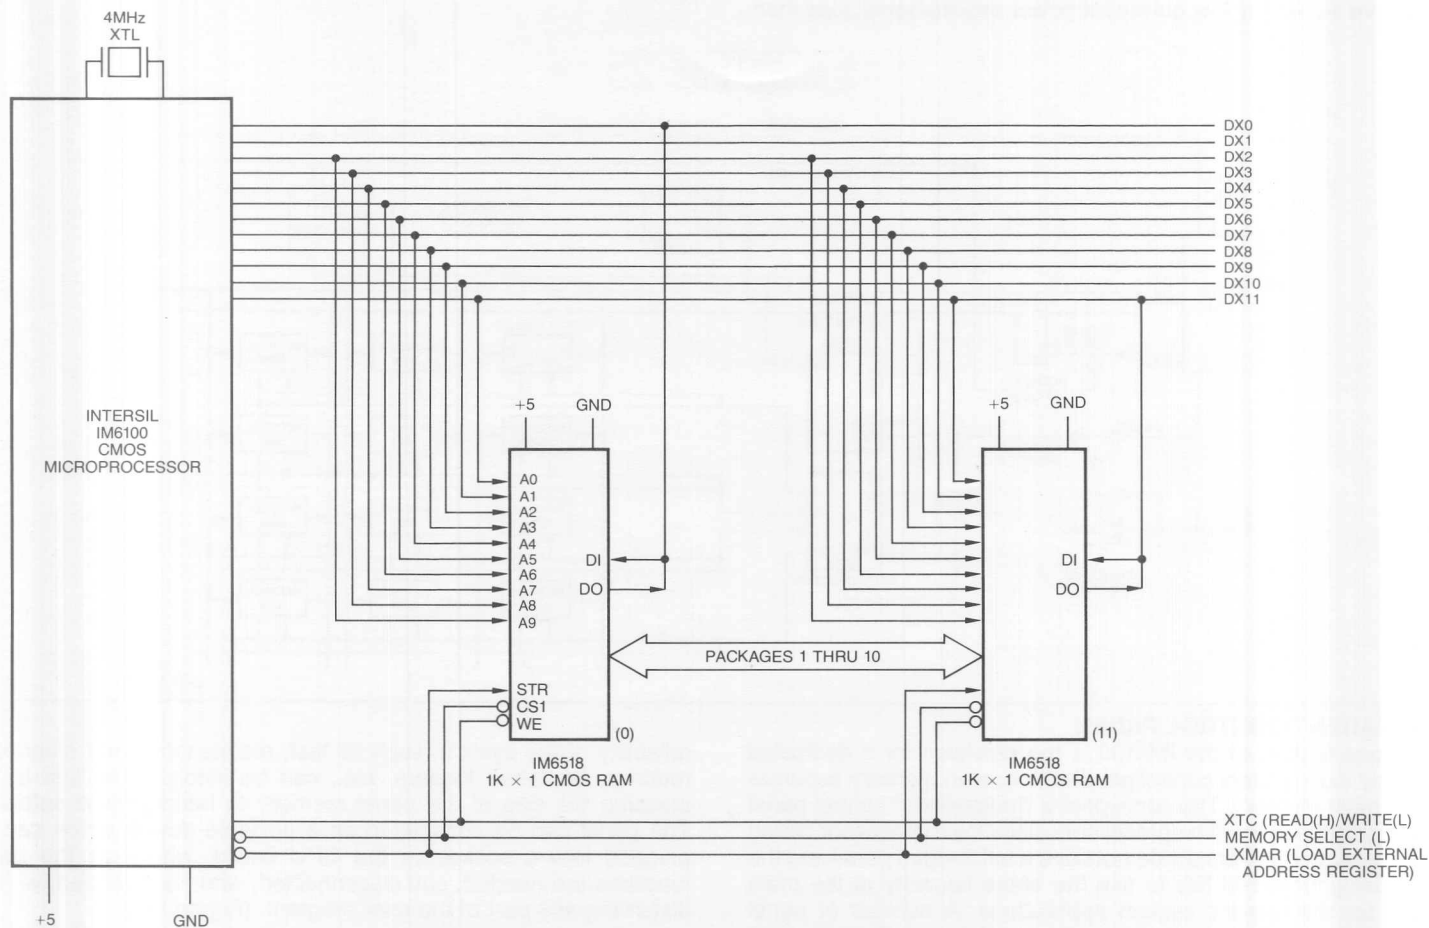 4MHz
XTL
DX0
DX1
DX2
DX3
DX4
DX5
DX6
DX7
DX8
DX9
DX10
DX11
INTERSIL
IM6100
CMOS
MICROPROCESSOR
+5 GND
A0
A1
A2
A3
A4
A5
A6
A7
A8
A9
DI
DO
STR
CS1
WE
(0)
IM6518
1K × 1 CMOS RAM
PACKAGES 1 THRU 10
+5 GND
DI
DO
(11)
IM6518
1K × 1 CMOS RAM
XTC (READ(H)/WRITE(L)
MEMORY SELECT (L)
LXMAR (LOAD EXTERNAL
ADDRESS REGISTER)
+5 GND